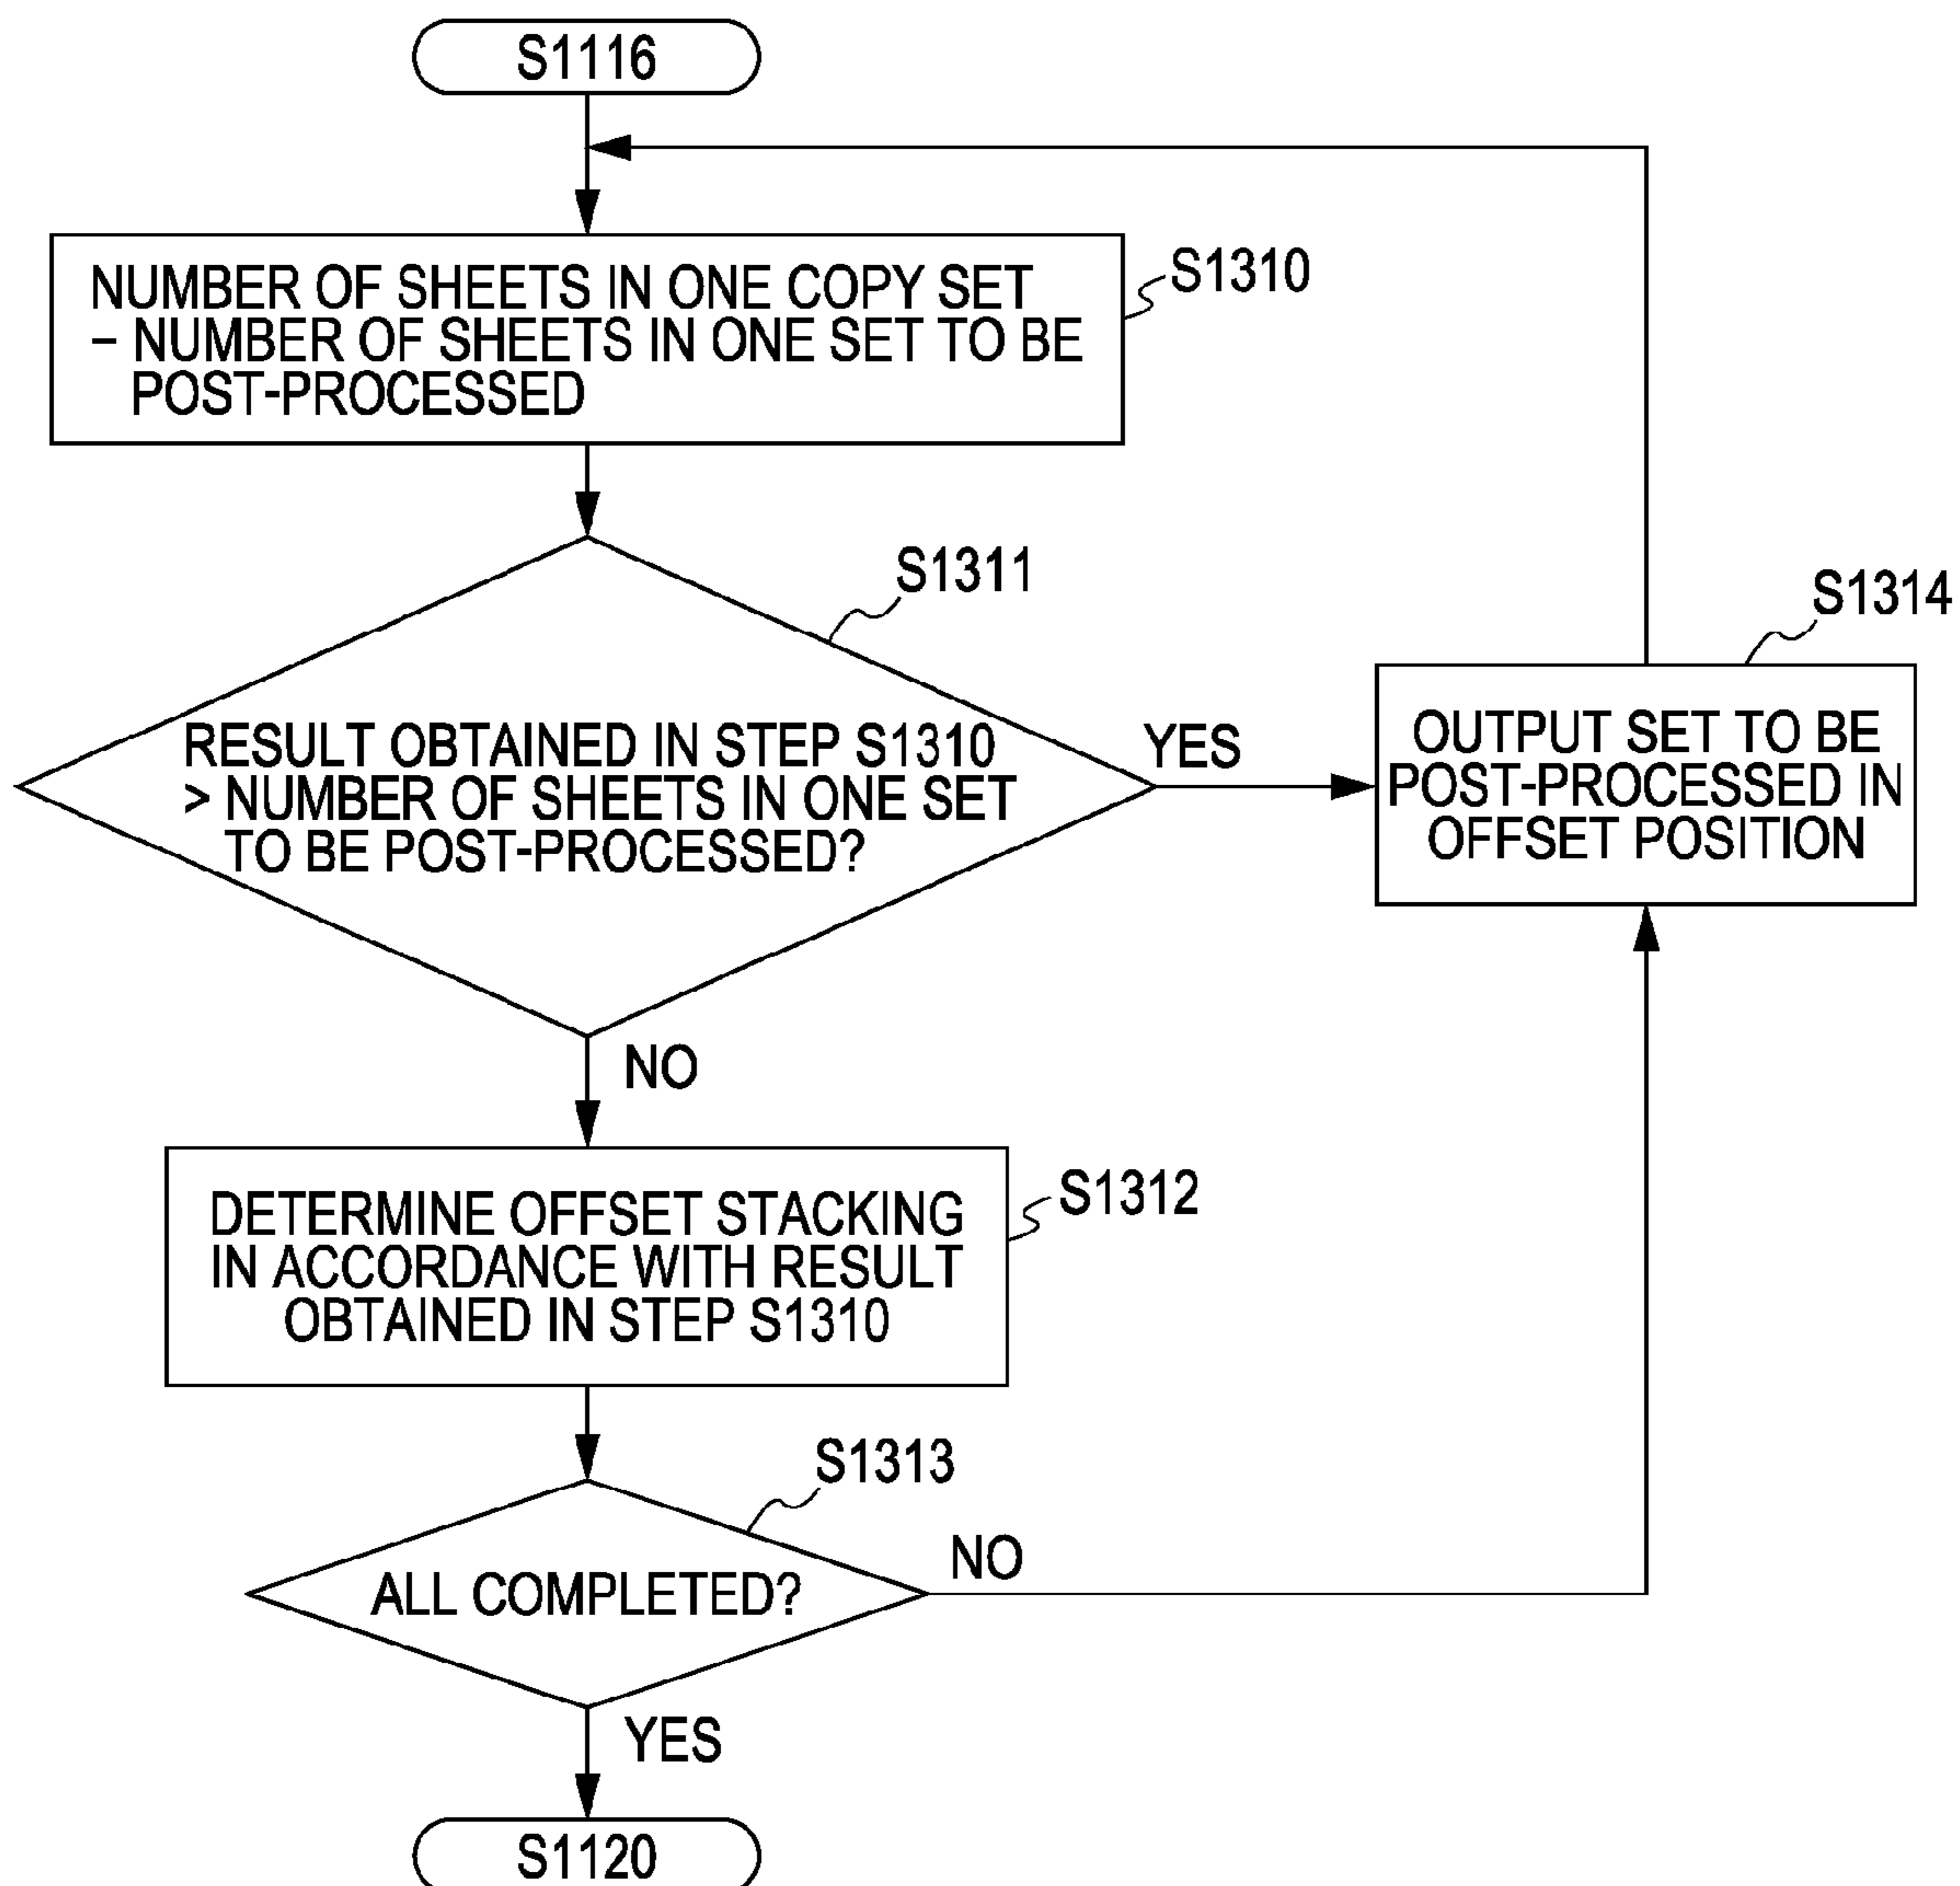 S1116
NUMBER OF SHEETS IN ONE COPY SET
– NUMBER OF SHEETS IN ONE SET TO BE
POST-PROCESSED
S1310
S1311
RESULT OBTAINED IN STEP S1310
> NUMBER OF SHEETS IN ONE SET
TO BE POST-PROCESSED?
YES
S1314
OUTPUT SET TO BE
POST-PROCESSED IN
OFFSET POSITION
NO
DETERMINE OFFSET STACKING
IN ACCORDANCE WITH RESULT
OBTAINED IN STEP S1310
S1312
S1313
ALL COMPLETED?
NO
YES
S1120